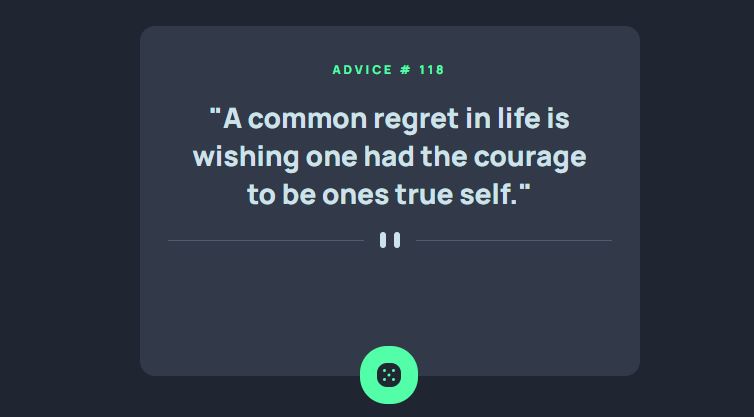 ADVICE # 118
"A common regret in life is
wishing one had the courage
to be ones true self."